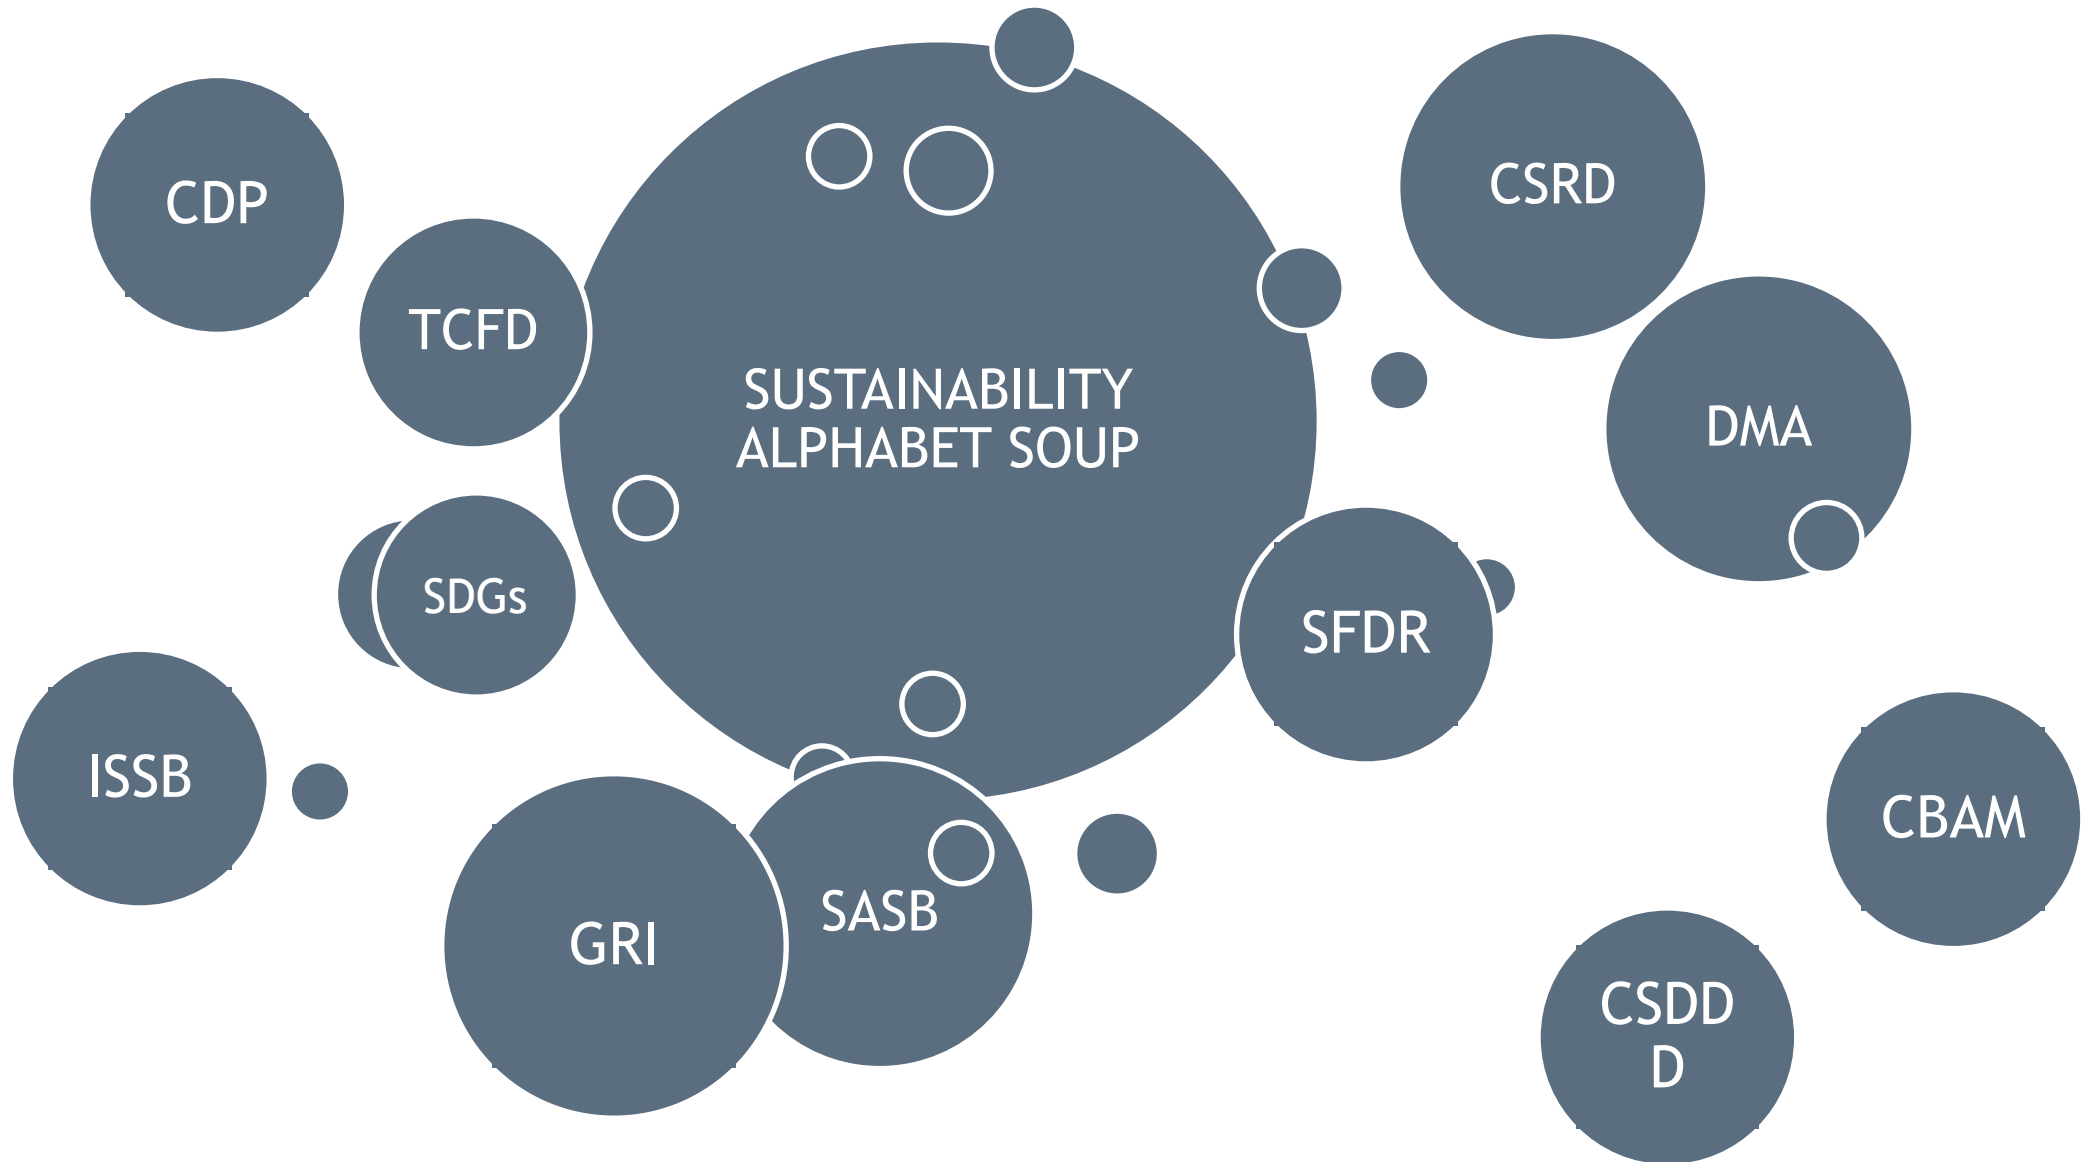 CDP
CSRD
TCFD
SUSTAINABILITY
ALPHABET SOUP
DMA
SDGs
SFDR
ISSB
CBAM
SASB
GRI
CSDD
D